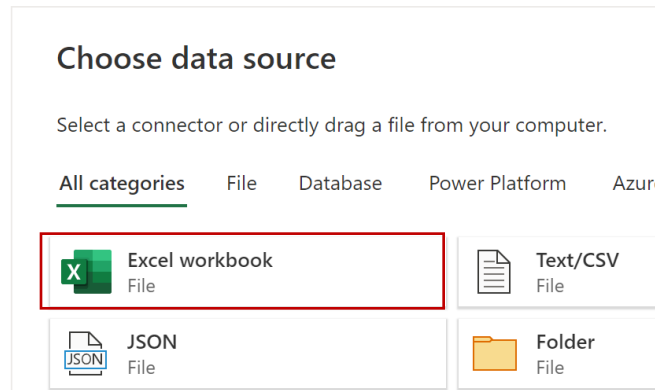 Choose data source
Select a connector or directly drag a file from your computer.
All categories File Database Power Platform Azur
X Excel workbook
File
Text/CSV
File
JSON
JSON
File
Folder
File